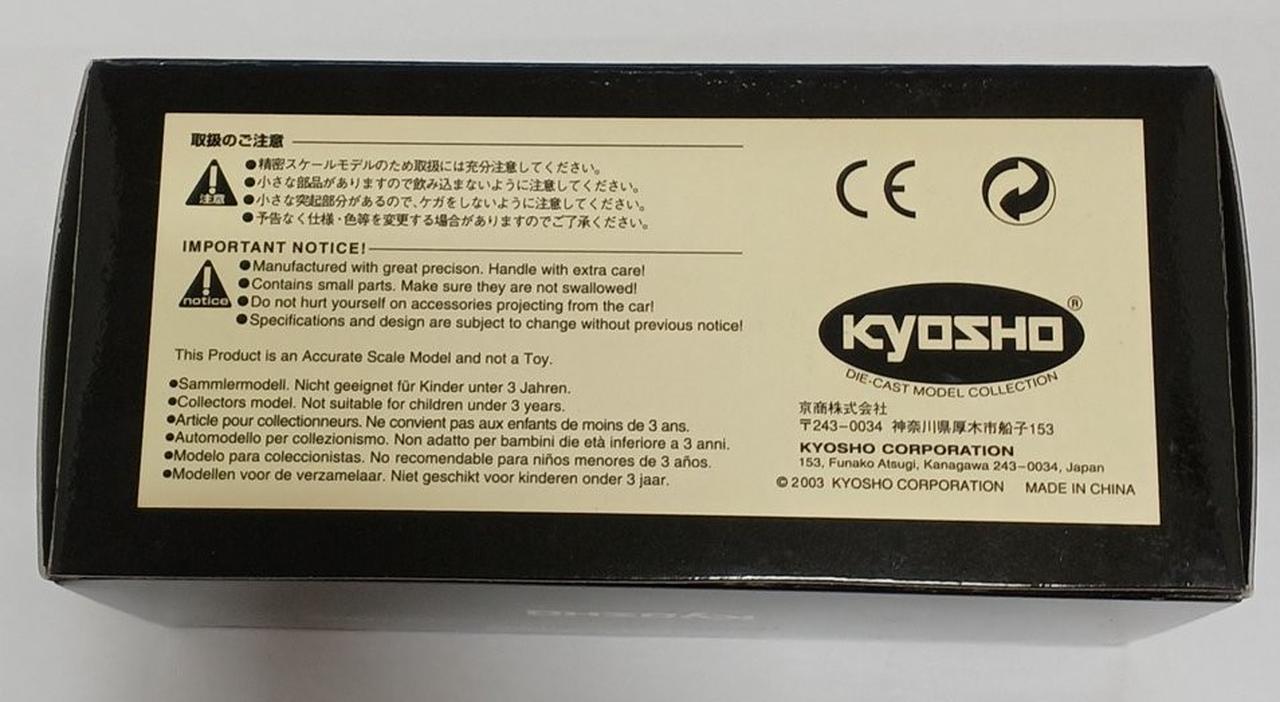 取扱のご注意
注意
●精密スケールモデルのため取扱には充分注意してください。
●小さな部品がありますので飲み込まないように注意してください。
●小さな突起部分があるので、ケガをしないように注意してください。
●予告なく仕様・色等を変更する場合がありますのでご了承ください。
IMPORTANT NOTICE!
notice
●Manufactured with great precison. Handle with extra care!
●Contains small parts. Make sure they are not swallowed!
●Do not hurt yourself on accessories projecting from the car!
●Specifications and design are subject to change without previous notice!
This Product is an Accurate Scale Model and not a Toy.
●Sammlermodell. Nicht geeignet für Kinder unter 3 Jahren.
●Collectors model. Not suitable for children under 3 years.
●Article pour collectionneurs. Ne convient pas aux enfants de moins de 3 ans.
●Automodello per collezionismo. Non adatto per bambini die età inferiore a 3 anni.
●Modelo para coleccionistas. No recomendable para niños menores de 3 años.
●Modellen voor de verzamelaar. Niet geschikt voor kinderen onder 3 jaar.
CE
KYOSHO ®
DIE-CAST MODEL COLLECTION
京商株式会社
〒243-0034 神奈川県厚木市船子153
KYOSHO CORPORATION
153, Funako Atsugi, Kanagawa 243-0034, Japan
© 2003 KYOSHO CORPORATION MADE IN CHINA
KYOSHO